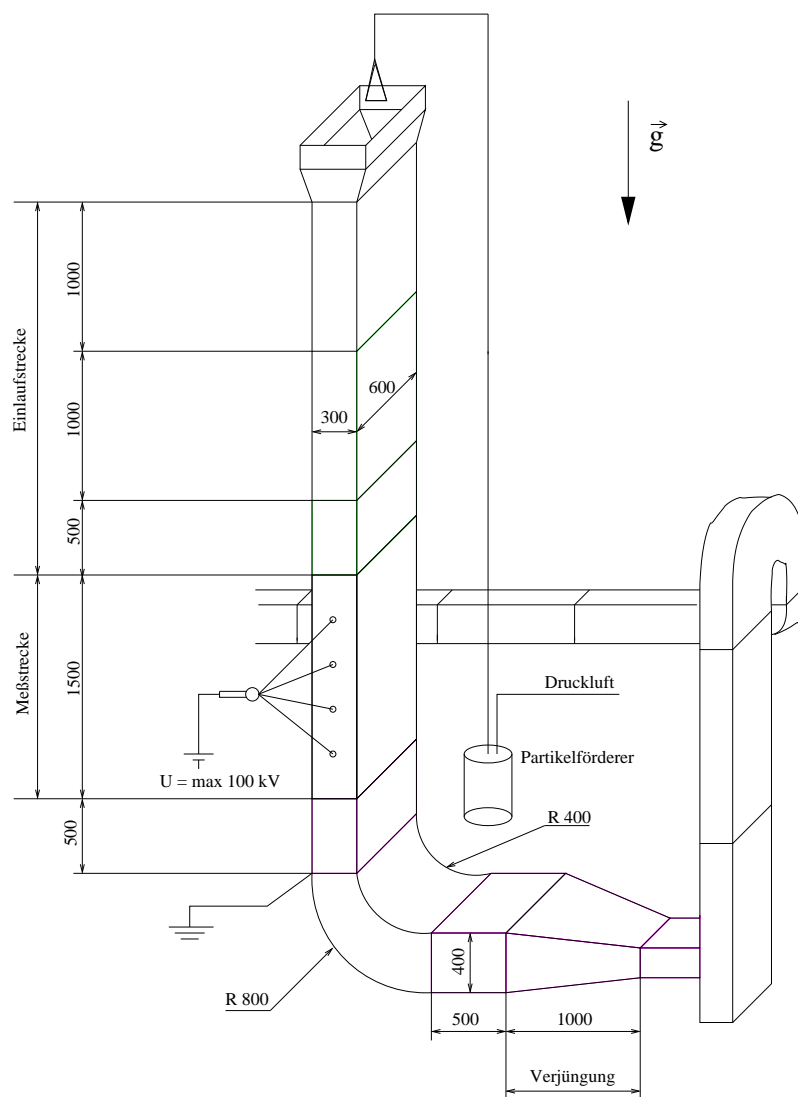 g
1000
Einlaufstrecke
1000
600
300
500
Meßstrecke
1500
Druckluft
Partikelförderer
U = max 100 kV
500
R 400
400
R 800
500
1000
Verjüngung